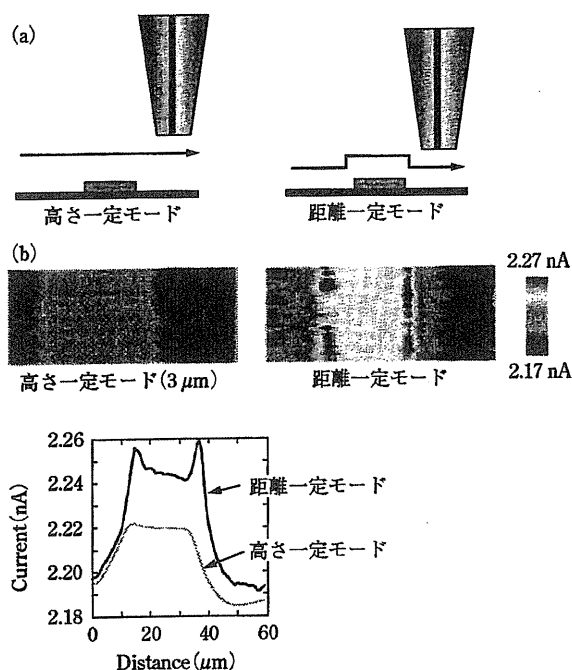 (a)
高さ一定モード
距離一定モード
(b)
2.27 nA
2.17 nA
高さ一定モード(3 μm)
距離一定モード
2.26
2.24
2.22
2.20
2.18
Current(nA)
距離一定モード
高さ一定モード
0
20
40
60
Distance(μm)